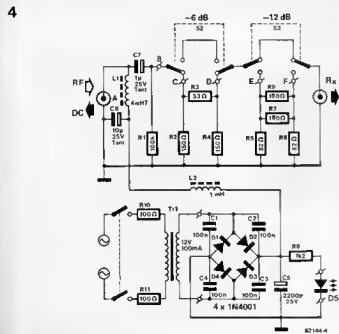 4
–6 dB
S2
–12 dB
S3
C7
1µ
25V
Tant
B
RF
A
L1
4mH7
DC
C8
10µ
25V
Tant
C
D
E
F
R3
33Ω
R9
180Ω
R7
180Ω
Rx
R1
100k
R2
150Ω
R4
150Ω
R5
82Ω
R6
82Ω
L2
1mH
R10
100Ω
Tr1
12V
100mA
R11
100Ω
C1
100n
D1
C2
100n
D2
C4
100n
D4
D3
C3
100n
4 x 1N4001
C5
2200µ
25V
R8
1k2
D5
82144-4